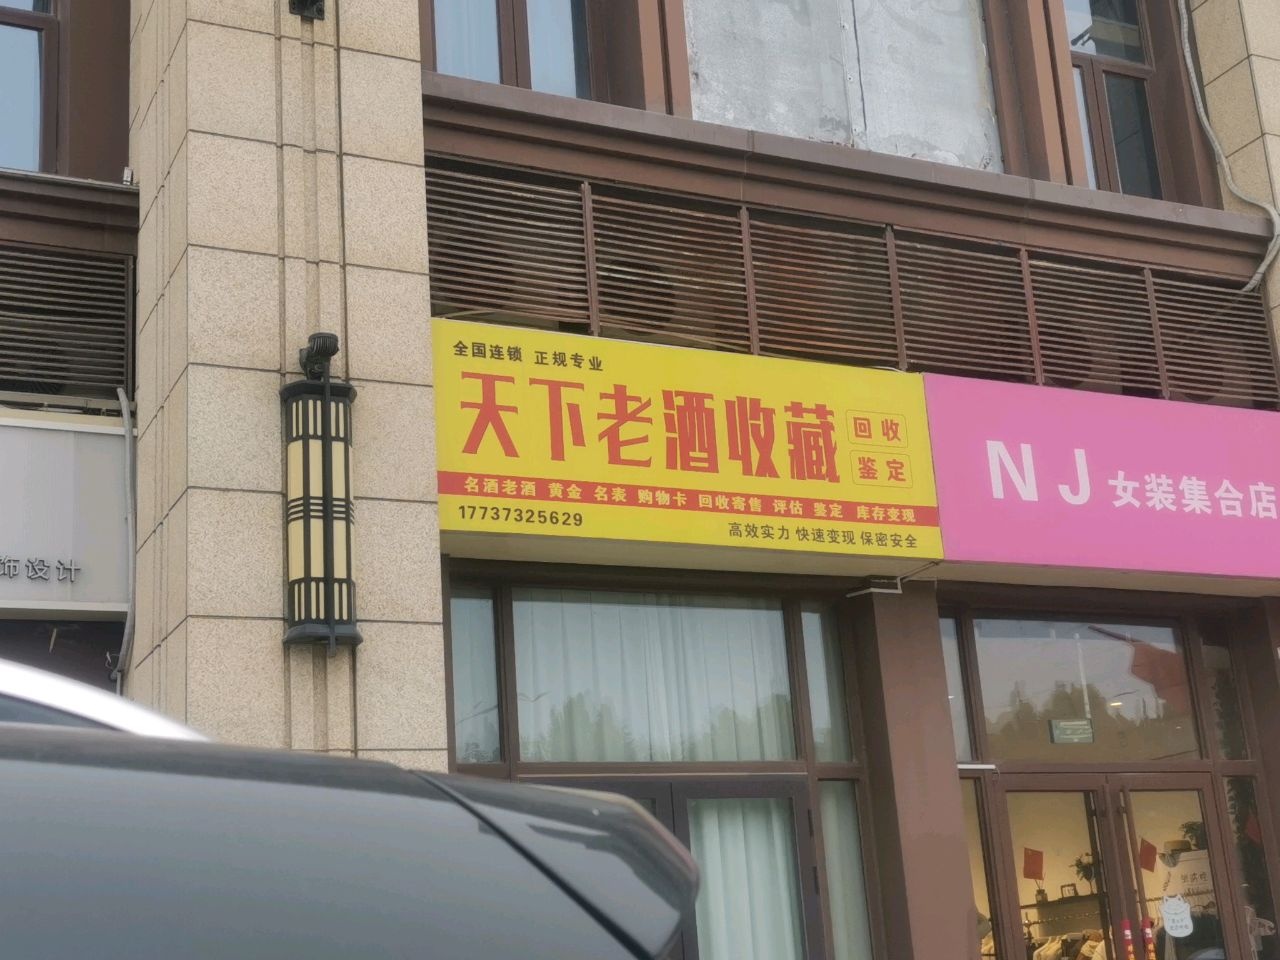 全国连锁 正规专业
天下老酒收藏
回收
鉴定
名酒老酒 黄金 名表 购物卡 回收寄售 评估 鉴定 库存变现
17737325629
高效实力 快速变现 保密安全
NJ 女装集合店
饰设计